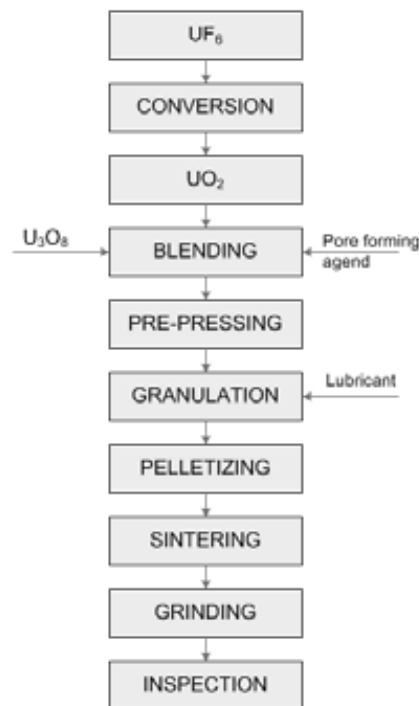 UF₆
CONVERSION
UO₂
U₃O₈
BLENDING
Pore forming
agend
PRE-PRESSING
GRANULATION
Lubricant
PELLETIZING
SINTERING
GRINDING
INSPECTION